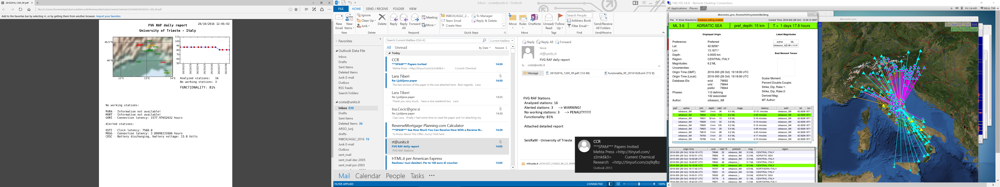 28102016_1205_RF.pdf
file:///C:/Users/Giovanni/AppData/Local/Microsoft/Windows/INetCache/Content.Outlook/UZC4UHIZ/28102016_1205_RF.pdf
Add to the favorites bar by selecting ☆, or by getting them from another browser. Import your favorites
FVG RAF daily report
28/10/2016 12:05:02
University of Trieste - Italy
46.5°N
46°N
12°E
13°E
14°E
PAUL
STOL
MASA
PUR
GORI
TRI
CARC
110
100
90
80
70
60
50
16/10/22
16/10/23
16/10/24
16/10/25
16/10/26
16/10/27
16/10/28
Analyzed stations: 16
No working stations: 3
FUNCTIONALITY: 81%
No working stations:
PURA - Information not available!
MORT - Information not available!
GORI - Connection latency: 1577.97652632 hours
Alerted stations:
DST2 - Clock latency: 7560.0
MOGG - Connection latency: 2.89098122696 hours
CESC - Battery discharging, battery voltage: 13.8 Volts
Inbox - costa@units.it - Outlook
FILE HOME SEND / RECEIVE FOLDER VIEW
New Email
New Items
Ignore
Clean Up
Junk
Delete
Reply
Reply All
Forward
Meeting
More
INBOX/AGLC_2...
Team Email
Create New
To Manager
Reply & Delete
Move
Rules
OneNote
Unread/ Read
Follow Up
Search People
Address Book
Filter Email
Send/Receive All Folders
New
Delete
Respond
Quick Steps
Move
Tags
Find
Send/Receive
Favorites
Outlook Data File
Inbox
Drafts
Sent Items
Deleted Items
Junk E-mail
Outbox
RSS Feeds
Search Folders
costa@units.it
Inbox 838
Drafts
Sent Items
Deleted Items 36
ARSO_Jurij
drafts
INBOX/AGLC_2016 15
Junk E-mail
Outbox
sent_mail
sent_mail-dec-2005
sent_mail-jun-2003
Search Current Mailbox (Ctrl+E)
Current Mailbox
All Unread
By Date Newest
Today
CCR
***SPAM*** Papers Invited 14:50
Mehta Press <http://tinyurl.com/z2mk6k3> Current Chemical
Lara Tiberi
Re: Ljubljana paper 14:50
The last version of the paper is the one attached here. Best regards, Lara
Lara Tiberi
Re: Ljubljana paper 14:35
Thank you very much, have a nice weekend too, Lara
Ina.Cecic@gov.si
Re: Ljubljana paper 14:30
Ciao Lara, finally I had some time to read the paper and I'm attaching my
ReverseMortgage-Planning.com Calculator
***SPAM*** See How Much You Can Receive Now With a Reverse M... 14:28
To Know About This Offer...hurry! Visit here
rt@units.it
FVG RAF daily report 14:05
FVG RAF Stations
HTML.it per American Express
Realizza i tuoi desideri. Per te 100 euro di voucher 13:05
Reply Reply All Forward
None
rt@units.it
FVG RAF daily report
To costa@units.it
Message
28102016_1205_RF.pdf (133 KB)
funzionalita_RF_20161028.xml (772 B)
FVG RAF Stations
Analyzed stations: 16
Alerted stations: 3 --> WARNING!
No working stations: 3 --> PENALITY!!!!!
Functionality: 81%
Attached detailed report
SeisRaM - University of Trieste
rt@units.it 20161027_214033_Ml_2.0_TAIPA
CCR
***SPAM*** Papers Invited
Mehta Press <http://tinyurl.com/
z2mk6k3> Current Chemical
Research <http://tinyurl.com/zq9qfbz
Outlook 2013
Mail Calendar People Tasks
FILTER APPLIED
CONNECTED
100%
140.105.54.8 - Remote Desktop Connection
Applications Places
it
Fri 14:49
REAL TIM
dbevents_pre
dbevents_pre: /home/rt/rtsystem/db/dmg
File Show Waveforms Database editing enabled
Current Time: 2016-302 (28 Oct) 12:49:12 GMT
ML 3.6
ADRIATIC SEA
pref_depth: 15 km
T + 1 days 17.8 hours
Displayed Origin
Preference: Preferred
Lat: 42.9206°
Lon: 13.1871°
Depth: 0.0000 km
Region: CENTRAL ITALY
Magnitudes: 6.2 ML
Uncertainties:
Origin Time (GMT): 2016-300 (26 Oct) 19:18:06 UTC
Origin Time (Local): 2016-300 (26 Oct) 19:18:06 UTC
Database IDs: evid 79692
orid 79844
prefor 79844
Phases: 110 defining
132 associated
Author: orbassoc_IMI
Latest Magnitudes
author ML
5.96 ± 0.41
Best Moment Tensor
Scalar Moment:
Percent Double-Couple:
Strike, Dip, Rake 1:
Strike, Dip, Rake 2:
Derived Mag:
MT Author:
pref author orid depth ndef mt mags latency auth lat lon
orbassoc_IMI 79897 0 km 36 6.0 ML 51:51 minutes orbassoc_IMI 42.9206
* orbassoc_IMI 79844 0 km 110 6.2 ML 5:49 minutes orbassoc_IMI 42.9206
orbassoc_IMI 79831 30 km 13 5.8 ML 5:16 minutes orbassoc_IMI 42.9206
orbassoc_IMI 79828 0 km 33 5.9 ML 5:19 minutes orbassoc_IMI 42.9206
orbassoc_IMI 79825 0 km 105 6.2 ML 5:16 minutes orbassoc_IMI 42.9206
orbassoc_IMI 79823 0 km 29 5.9 ML 4:48 minutes orbassoc_IMI 42.9206
orbassoc_IMI 79818 0 km 98 6.2 ML 4:45 minutes orbassoc_IMI 42.9206
orbassoc_IMI 79793 0 km 23 6.0 ML 4:17 minutes orbassoc_IMI 42.9206
orbassoc_IMI 79786 0 km 97 6.2 ML 4:15 minutes orbassoc_IMI 42.9206
origin time evid ndef prefauth mag region
2016-300 (26 Oct) 19:54:18 UTC 79846 22 orbassoc_IMI 3.3 ML CENTRAL ITALY
2016-300 (26 Oct) 19:53:51 UTC 79852 15 orbassoc_IMI 3.2 ML ADRIATIC SEA
2016-300 (26 Oct) 19:49:28 UTC 79841 18 orbassoc_IMI 3.5 ML CENTRAL ITALY
2016-300 (26 Oct) 19:43:57 UTC 79840 46 orbassoc_I 3.7 ML CENTRAL ITALY
2016-300 (26 Oct) 19:18:06 UTC 79692 110 orbassoc_IMI 6.2 ML CENTRAL ITALY
2016-300 (26 Oct) 19:17:42 UTC 79707 16 orbassoc_IMI 6.8 ML NORTHERN ITALY
2016-300 (26 Oct) 19:05:49 UTC 79551 16 orbassoc_IMI 3.0 ML CENTRAL ITALY
2016-300 (26 Oct) 19:00:51 UTC 79530 23 orbassoc_I 3.6 ML ADRIATIC SEA
2016-300 (26 Oct) 19:00:27 UTC 79779 9 orbassoc_IMI 3.1 ML CENTRAL ITALY
2016-300 (26 Oct) 18:40:02 UTC 79821 13 orbassoc_IMI 2.0 ML NORTHERN ITALY